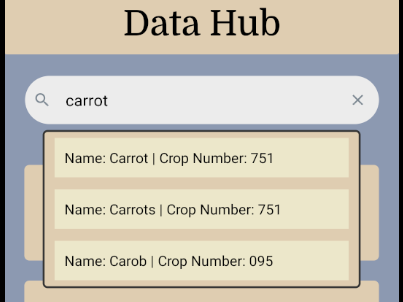 Data Hub
carrot
Name: Carrot | Crop Number: 751
Name: Carrots | Crop Number: 751
Name: Carob | Crop Number: 095